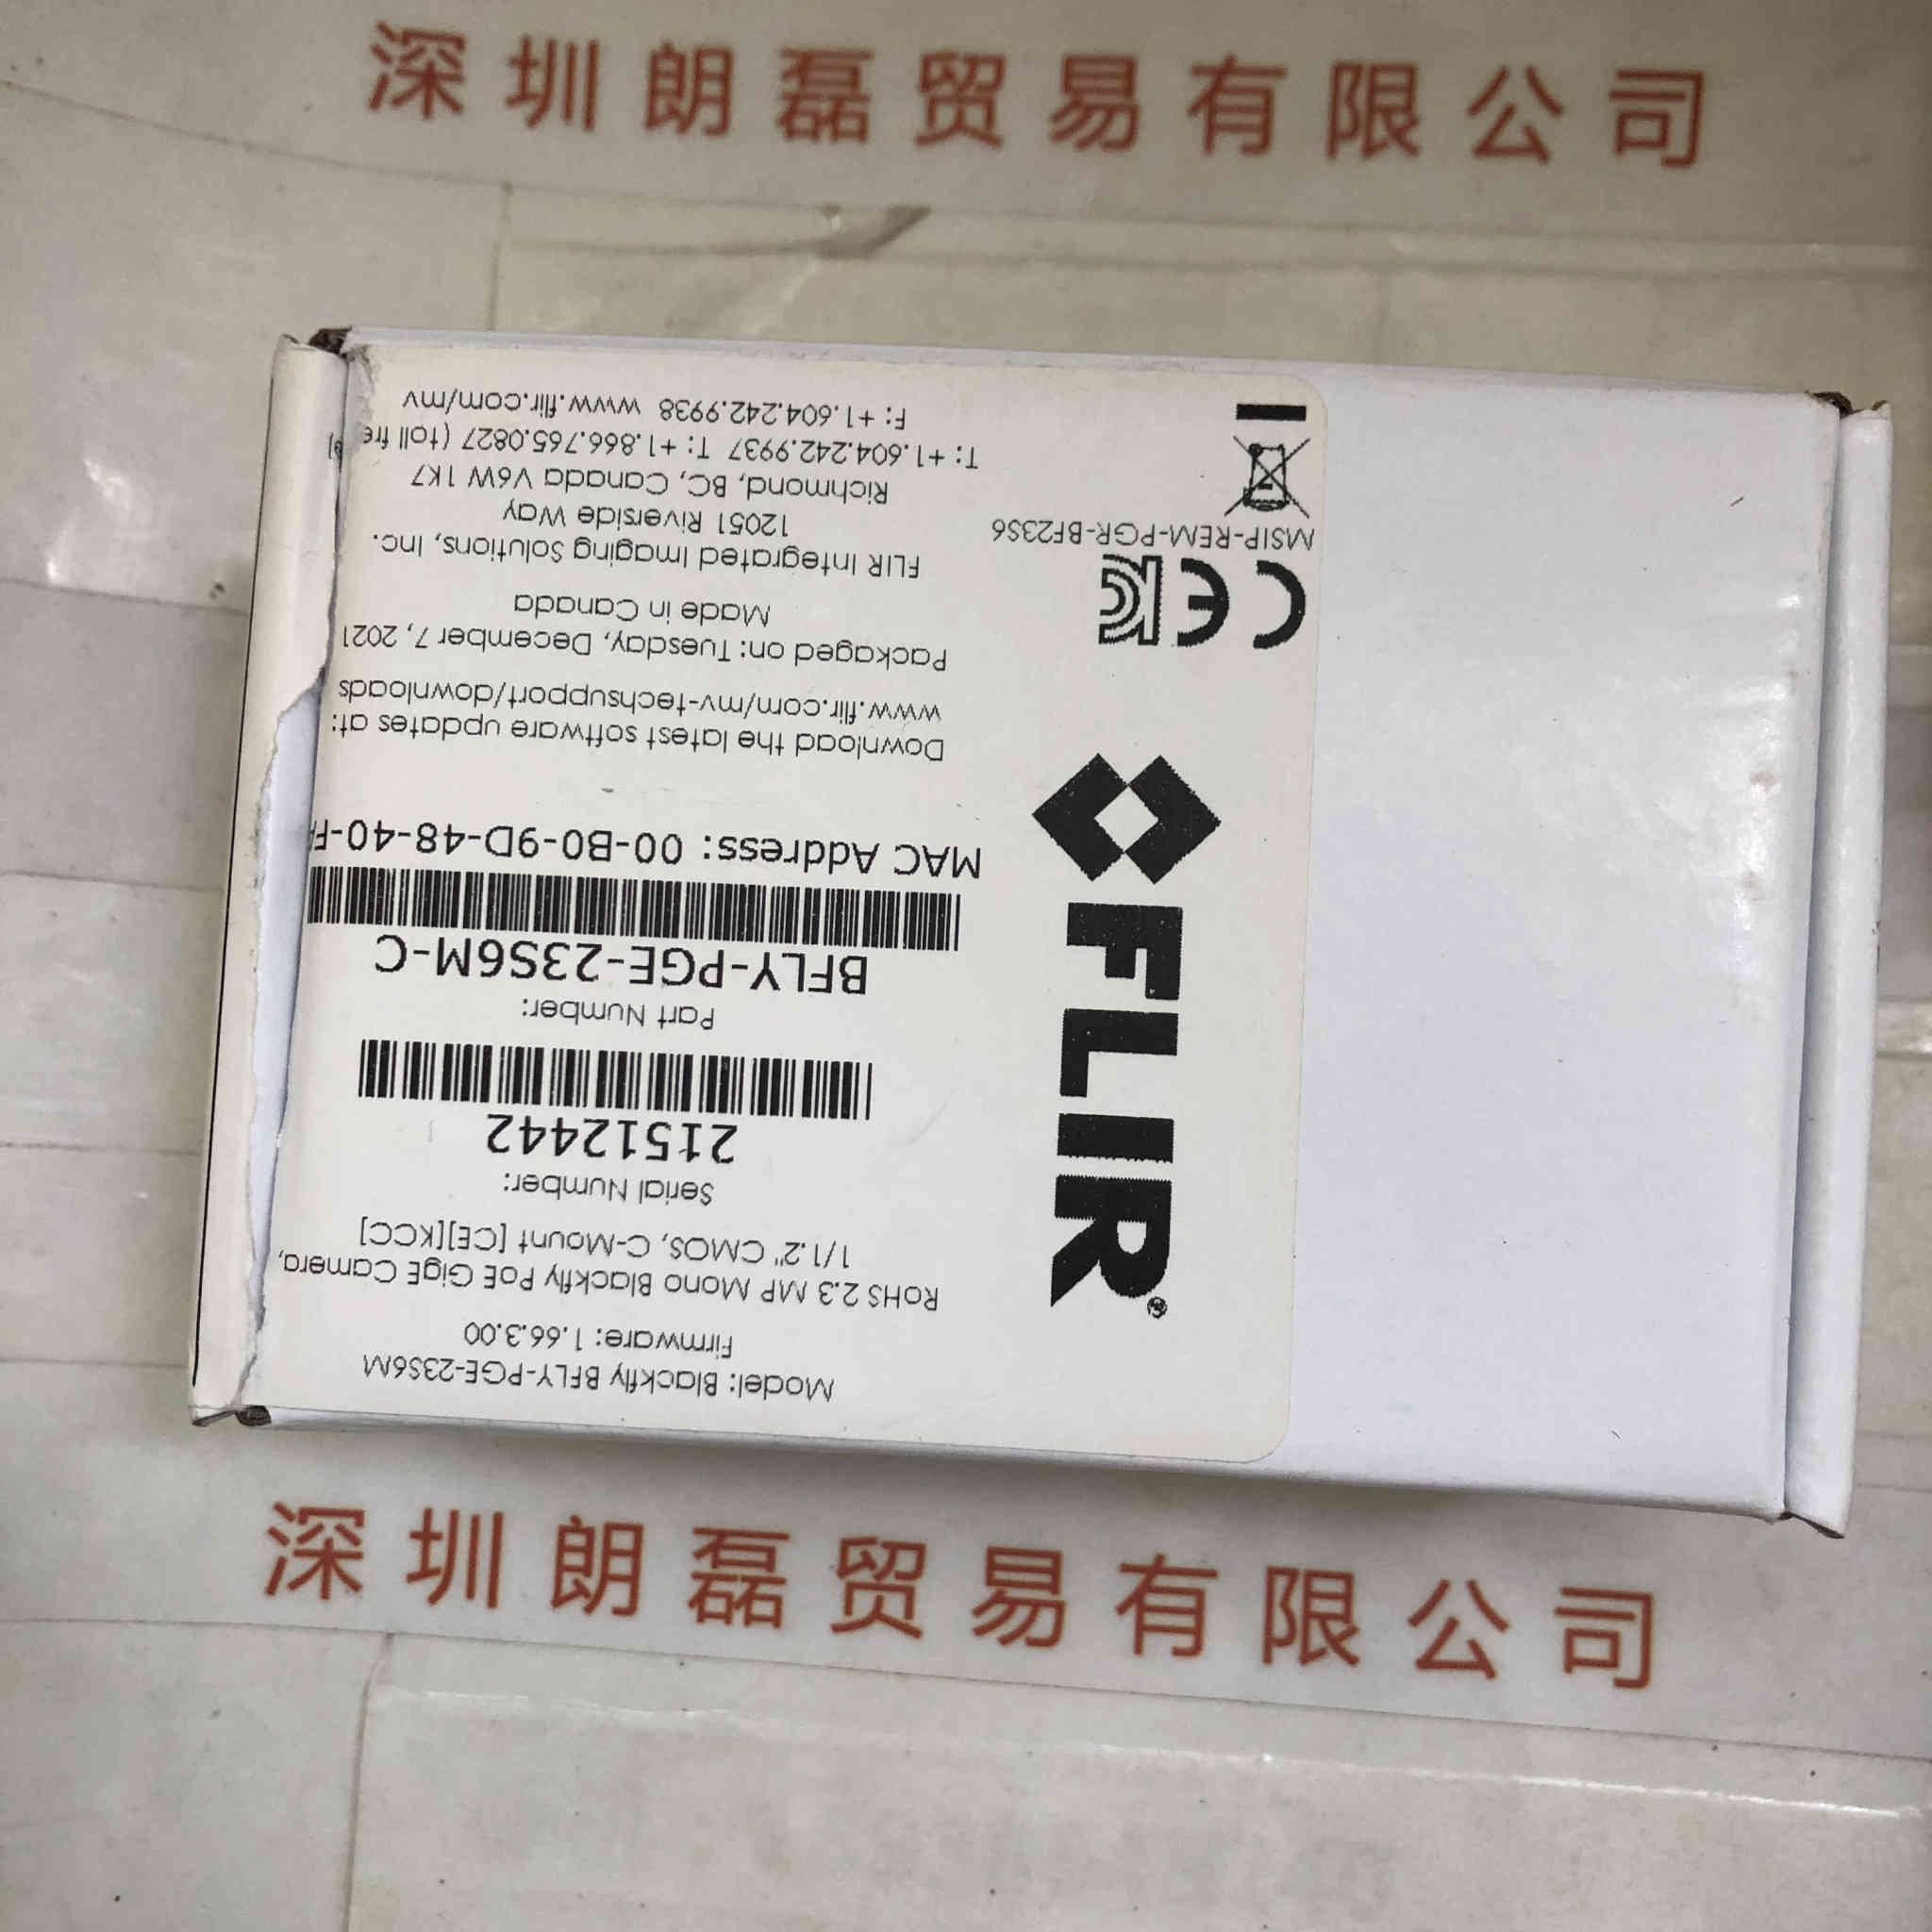 深圳朗磊贸易有限公司
Model: Blackfly BFLY-PGE-23S6M
Firmware: 1.66.3.00
RoHS 2.3 MP Mono Blackfly PoE GigE Camera,
1/1.2" CMOS, C-Mount [CE][KCC]
Serial Number:
21512442
Part Number:
BFLY-PGE-23S6M-C
MAC Address: 00-B0-9D-48-40-F
Download the latest software updates at:
www.flir.com/mv-techsupport/downloads
Packaged on: Tuesday, December 7, 2021
Made in Canada
FLIR Integrated Imaging Solutions, Inc.
12051 Riverside Way
Richmond, BC, Canada V6W 1K7
T: +1.604.242.9937 T: +1.866.765.0827 (toll free)
F: +1.604.242.9938 www.flir.com/mv
FLIR®
CE
MSIP-REM-PGR-BF23S6
深圳朗磊贸易有限公司